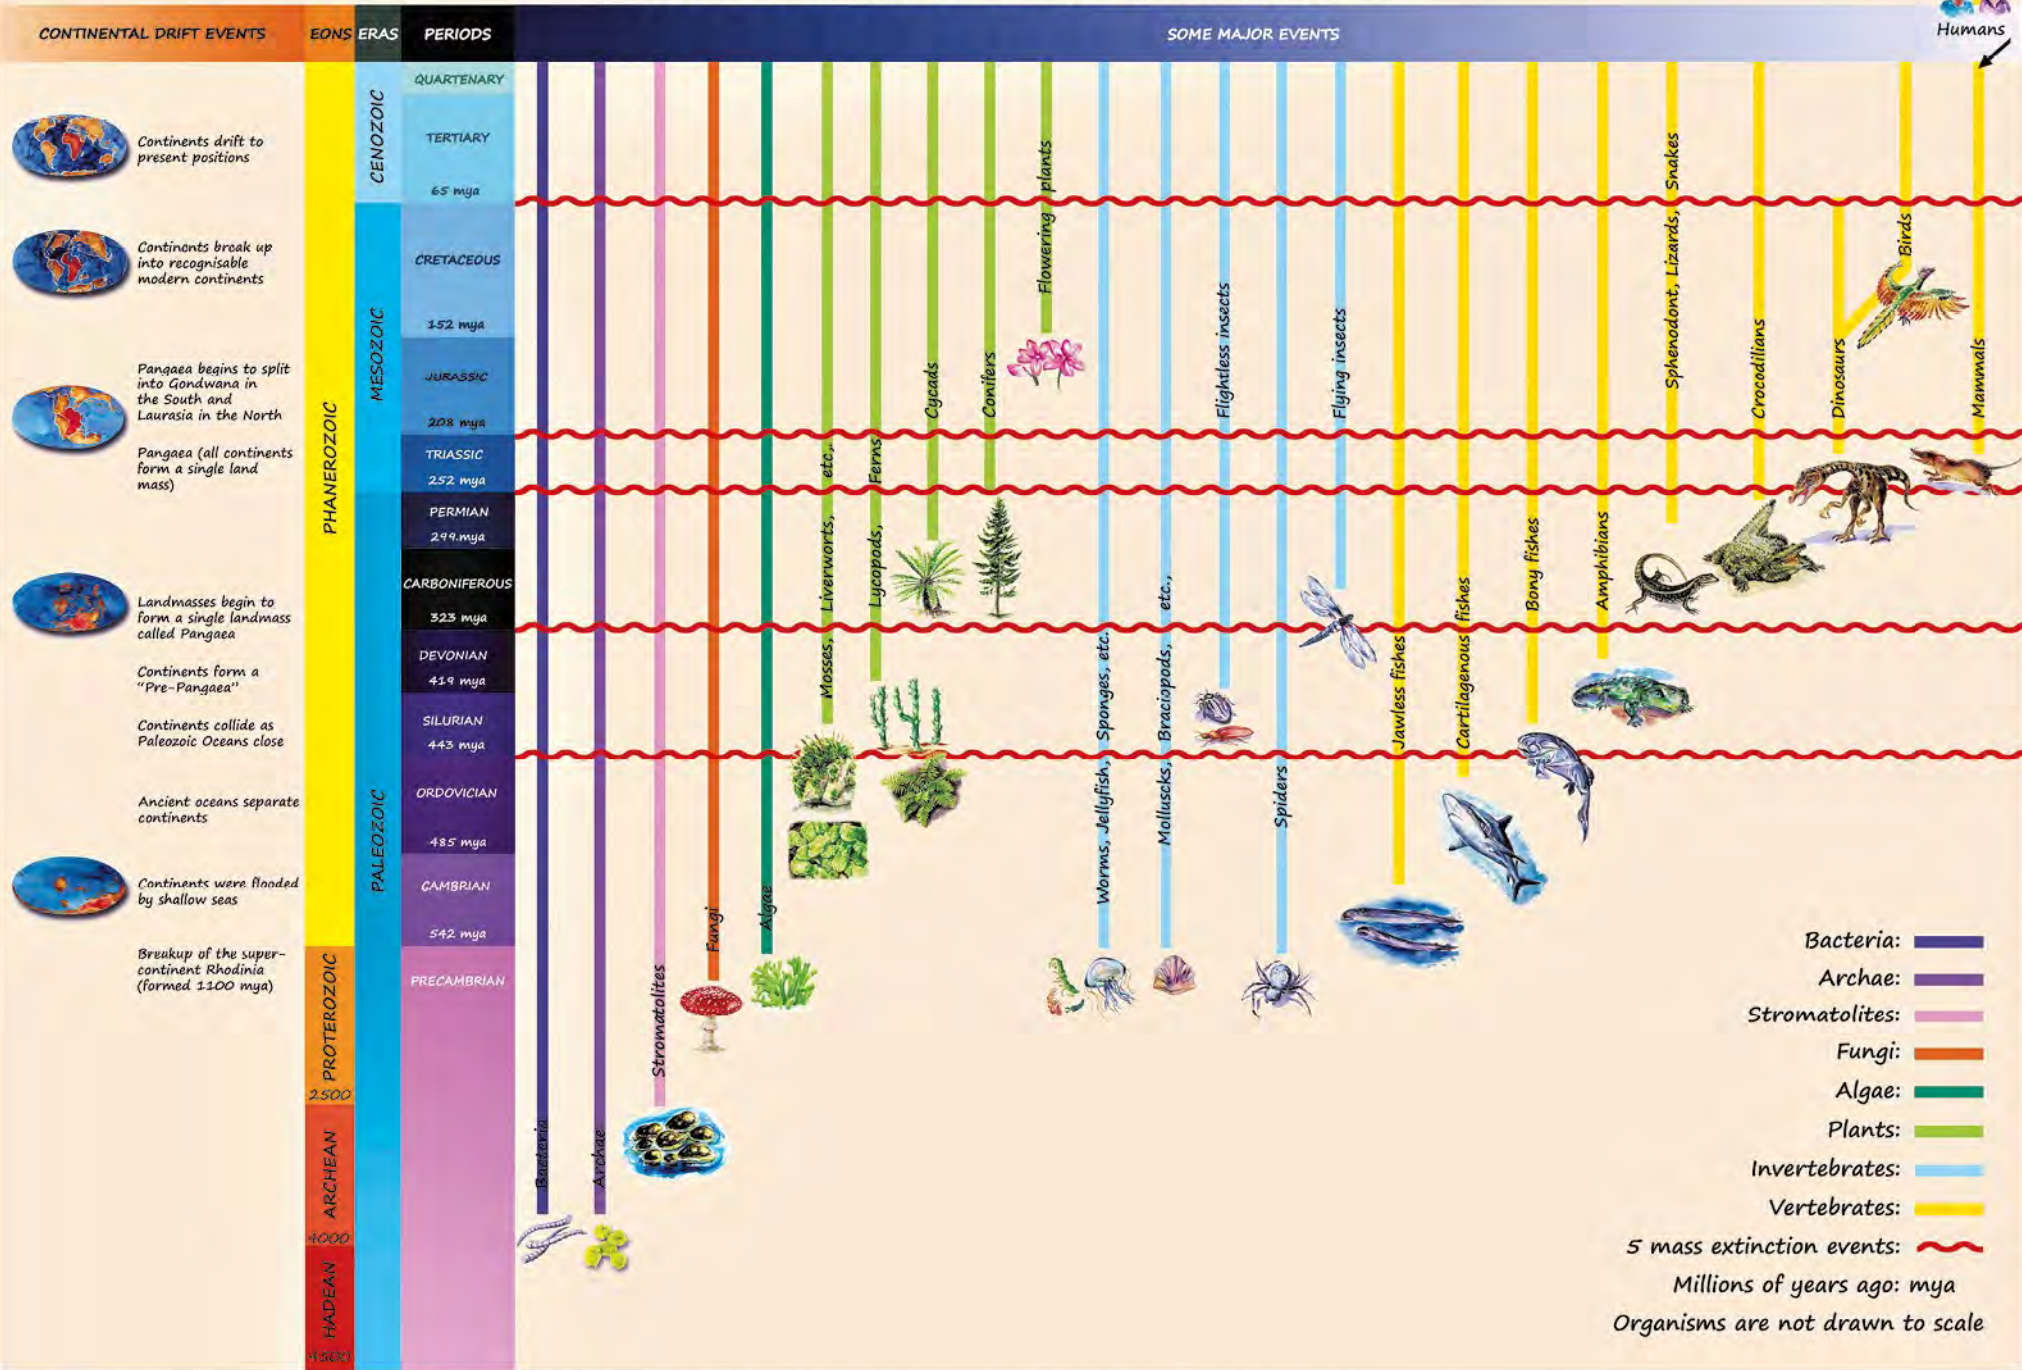 CONTINENTAL DRIFT EVENTS
EONS
ERAS
PERIODS
SOME MAJOR EVENTS
Humans
Continents drift to
present positions
Continents break up
into recognisable
modern continents
Pangaea begins to split
into Gondwana in
the South and
Laurasia in the North
Pangaea (all continents
form a single land
mass)
Landmasses begin to
form a single landmass
called Pangaea
Continents form a
"Pre-Pangaea"
Continents collide as
Paleozoic Oceans close
Ancient oceans separate
continents
Continents were flooded
by shallow seas
Breakup of the super-
continent Rhodinia
(formed 1100 mya)
PHANEROZOIC
PROTEROZOIC
2500
ARCHEAN
4000
HADEAN
4500
CENOZOIC
MESOZOIC
PALEOZOIC
QUARTENARY
TERTIARY
65 mya
CRETACEOUS
152 mya
JURASSIC
208 mya
TRIASSIC
252 mya
PERMIAN
299.mya
CARBONIFEROUS
323 mya
DEVONIAN
419 mya
SILURIAN
443 mya
ORDOVICIAN
485 mya
CAMBRIAN
542 mya
PRECAMBRIAN
Bacteria
Archae
Stromatolites
Fungi
Algae
Mosses, Liverworts, etc,.
Lycopods, Ferns
Cycads
Conifers
Flowering plants
Worms, Jellyfish, Sponges, etc.
Molluscks, Braciopods, etc.,
Flightless insects
Spiders
Flying insects
Jawless fishes
Cartilagenous fishes
Bony fishes
Amphibians
Sphenodont, Lizards, Snakes
Crocodilians
Dinosaurs
Birds
Mammals
Bacteria:
Archae:
Stromatolites:
Fungi:
Algae:
Plants:
Invertebrates:
Vertebrates:
5 mass extinction events:
Millions of years ago: mya
Organisms are not drawn to scale